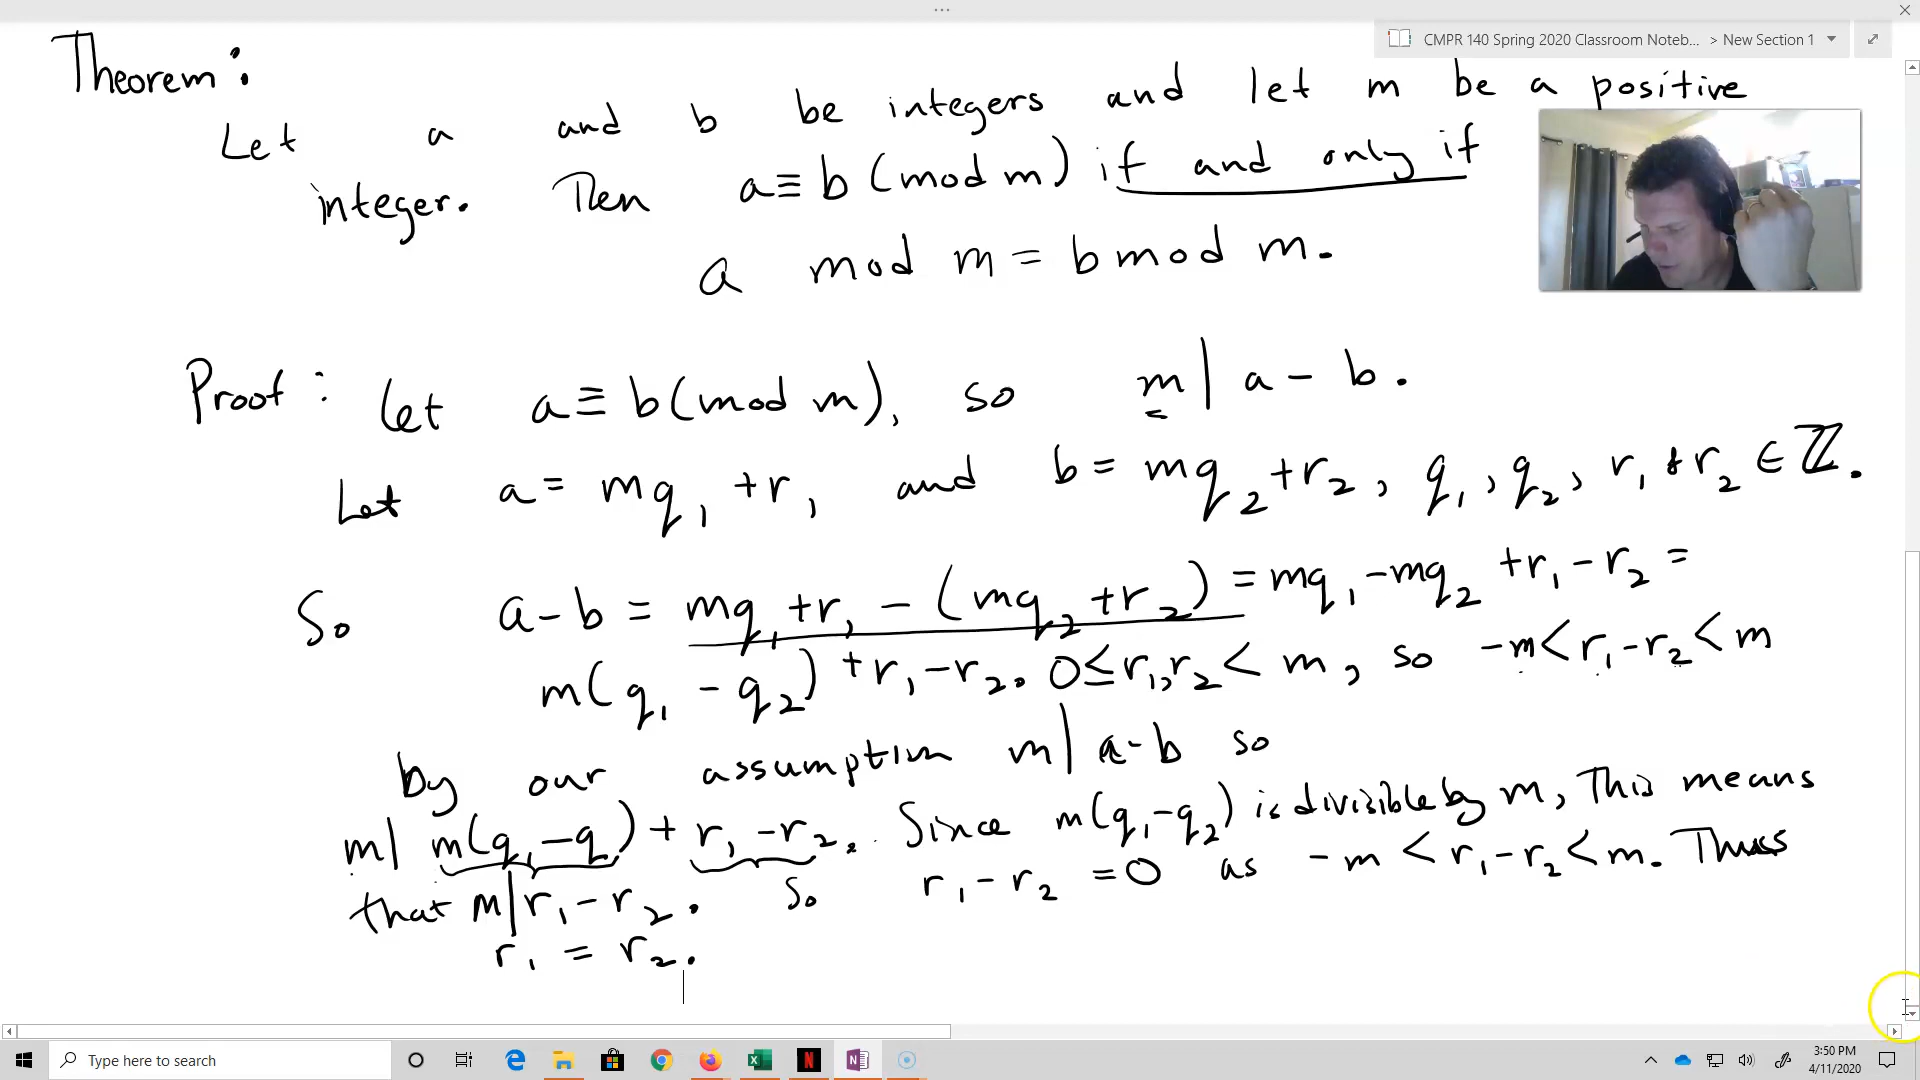 CMPR 140 Spring 2020 Classroom Noteb... > New Section 1
Theorem:
Let a and b be integers and let m be a positive
integer. Then a≡b (mod m) if and only if
a mod m = b mod m.
Proof: Let a≡b(mod m), so m| a - b.
Let a = mq₁ + r₁ and b = mq₂ + r₂, q₁, q₂, r₁ & r₂ ∈ ℤ.
So a-b = mq₁ + r₁ - (mq₂ + r₂) = mq₁ - mq₂ + r₁ - r₂ =
m(q₁ - q₂) + r₁ - r₂. 0 ≤ r₁, r₂ < m, so -m < r₁ - r₂ < m
by our assumption m| a-b so
m| m(q₁ - q) + r₁ - r₂. Since m(q₁-q₂) is divisible by m, This means
that m|r₁ - r₂. So r₁ - r₂ = 0 as -m < r₁ - r₂ < m. Thus
r₁ = r₂.
Type here to search
3:50 PM
4/11/2020